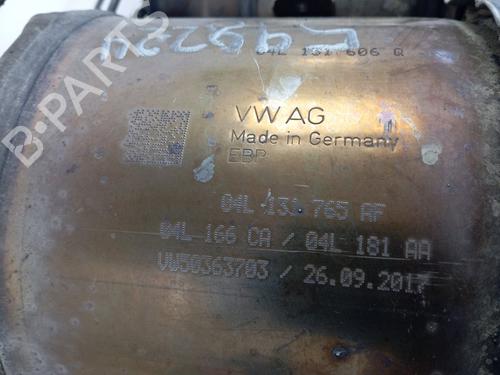 04L 131 606 Q
VW AG
Made in Germany
EBP
04L 131 765 AF
04L 166 CA / 04L 181 AA
VW50363703 / 26.09.2017
B-PARTS